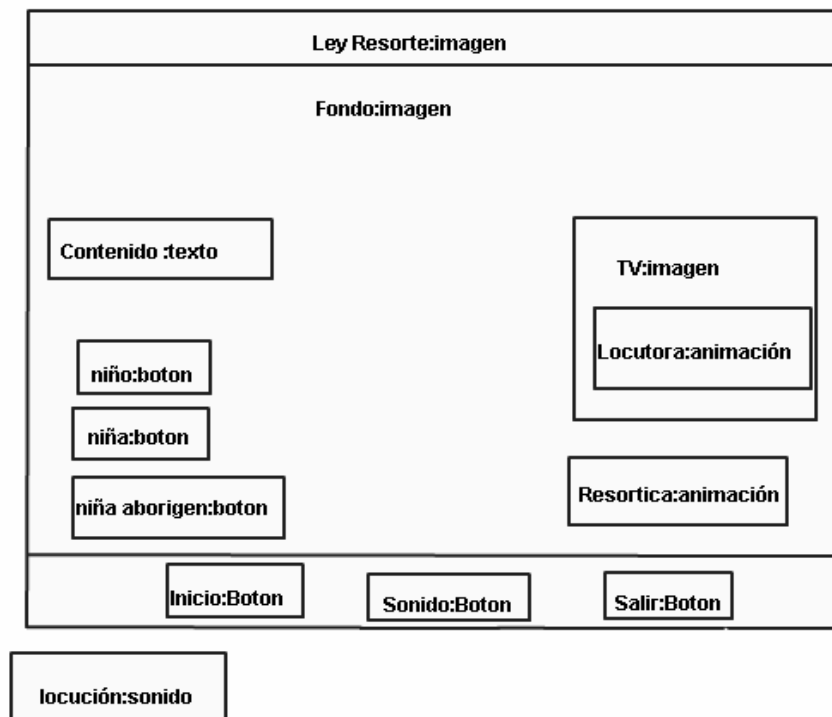 Ley Resorte:imagen
Fondo:imagen
Contenido :texto
TV:imagen
Locutora:animación
niño:boton
niña:boton
niña aborigen:boton
Resortica:animación
Inicio:Boton
Sonido:Boton
Salir:Boton
locución:sonido